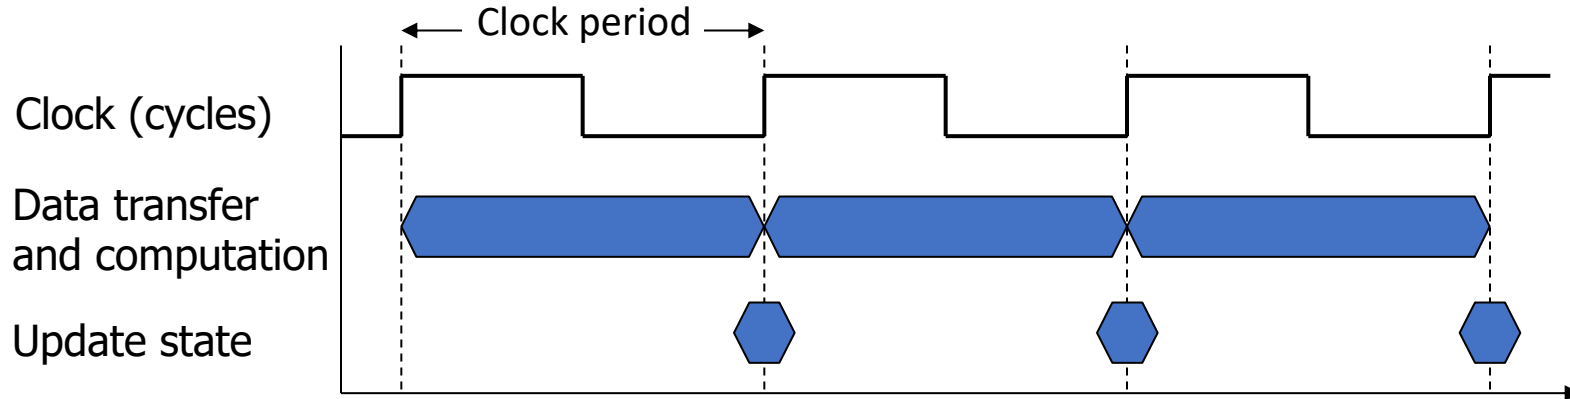 Clock period
Clock (cycles)
Data transfer
and computation
Update state